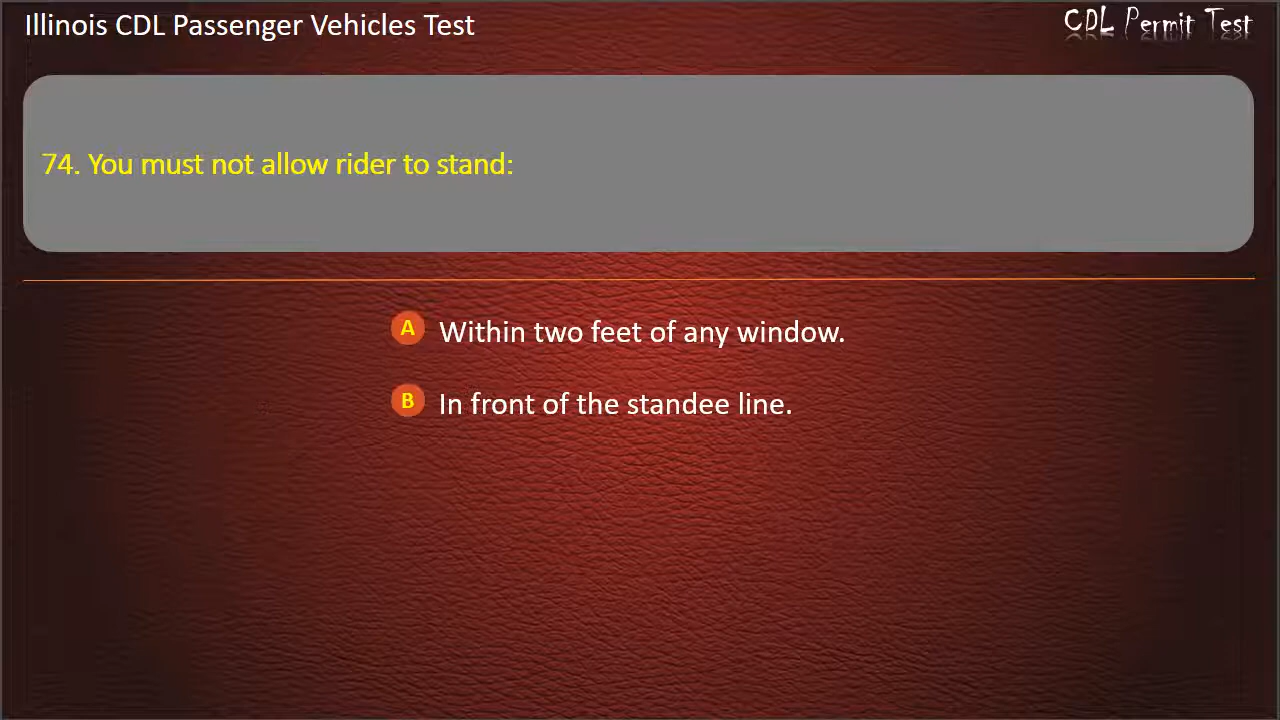 Illinois CDL Passenger Vehicles Test
CDL Permit Test
74. You must not allow rider to stand:
A Within two feet of any window.
B In front of the standee line.